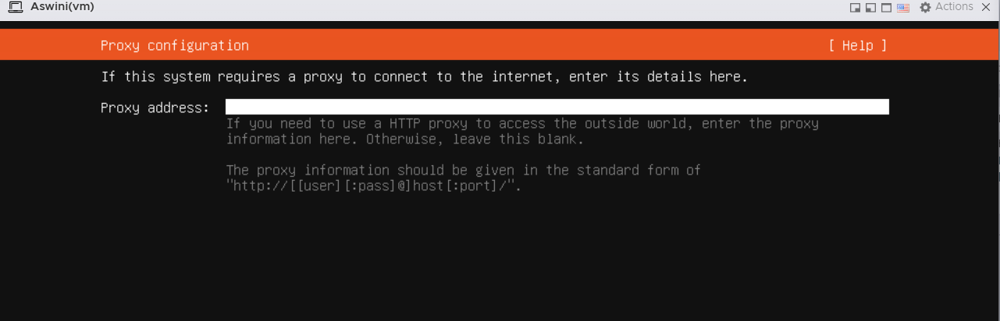 Aswini(vm)
Actions
Proxy configuration [ Help ]
If this system requires a proxy to connect to the internet, enter its details here.
Proxy address:
If you need to use a HTTP proxy to access the outside world, enter the proxy
information here. Otherwise, leave this blank.
The proxy information should be given in the standard form of
"http://[[user][:pass]@]host[:port]/".